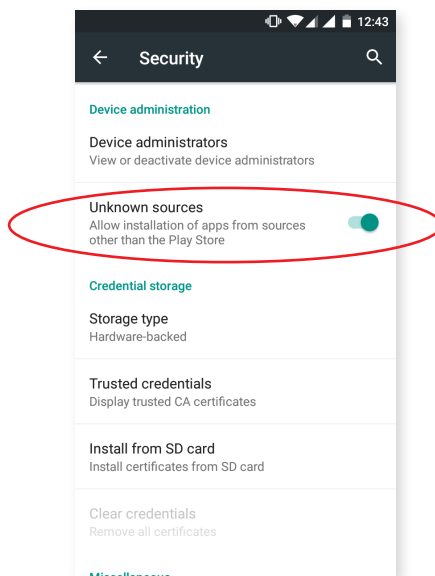 12:43
Security
Device administration
Device administrators
View or deactivate device administrators
Unknown sources
Allow installation of apps from sources
other than the Play Store
Credential storage
Storage type
Hardware-backed
Trusted credentials
Display trusted CA certificates
Install from SD card
Install certificates from SD card
Clear credentials
Remove all certificates
Miscellaneous